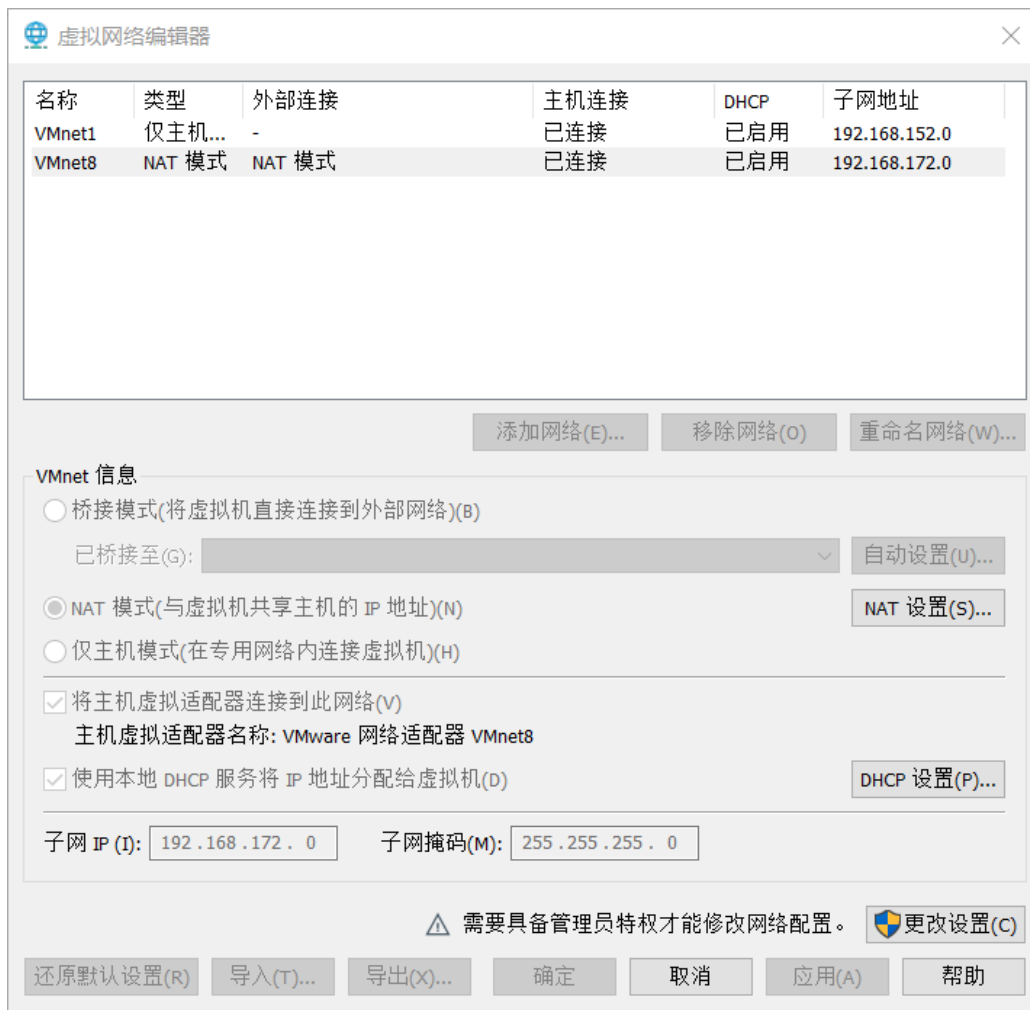 虚拟网络编辑器
名称 类型 外部连接 主机连接 DHCP 子网地址
VMnet1 仅主机... - 已连接 已启用 192.168.152.0
VMnet8 NAT 模式 NAT 模式 已连接 已启用 192.168.172.0
添加网络(E)... 移除网络(O) 重命名网络(W)...
VMnet 信息
桥接模式(将虚拟机直接连接到外部网络)(B)
已桥接至(G): 自动设置(U)...
NAT 模式(与虚拟机共享主机的 IP 地址)(N) NAT 设置(S)...
仅主机模式(在专用网络内连接虚拟机)(H)
将主机虚拟适配器连接到此网络(V)
主机虚拟适配器名称: VMware 网络适配器 VMnet8
使用本地 DHCP 服务将 IP 地址分配给虚拟机(D) DHCP 设置(P)...
子网 IP (I): 192 . 168 . 172 . 0 子网掩码(M): 255 . 255 . 255 . 0
需要具备管理员特权才能修改网络配置。 更改设置(C)
还原默认设置(R) 导入(T)... 导出(X)... 确定 取消 应用(A) 帮助